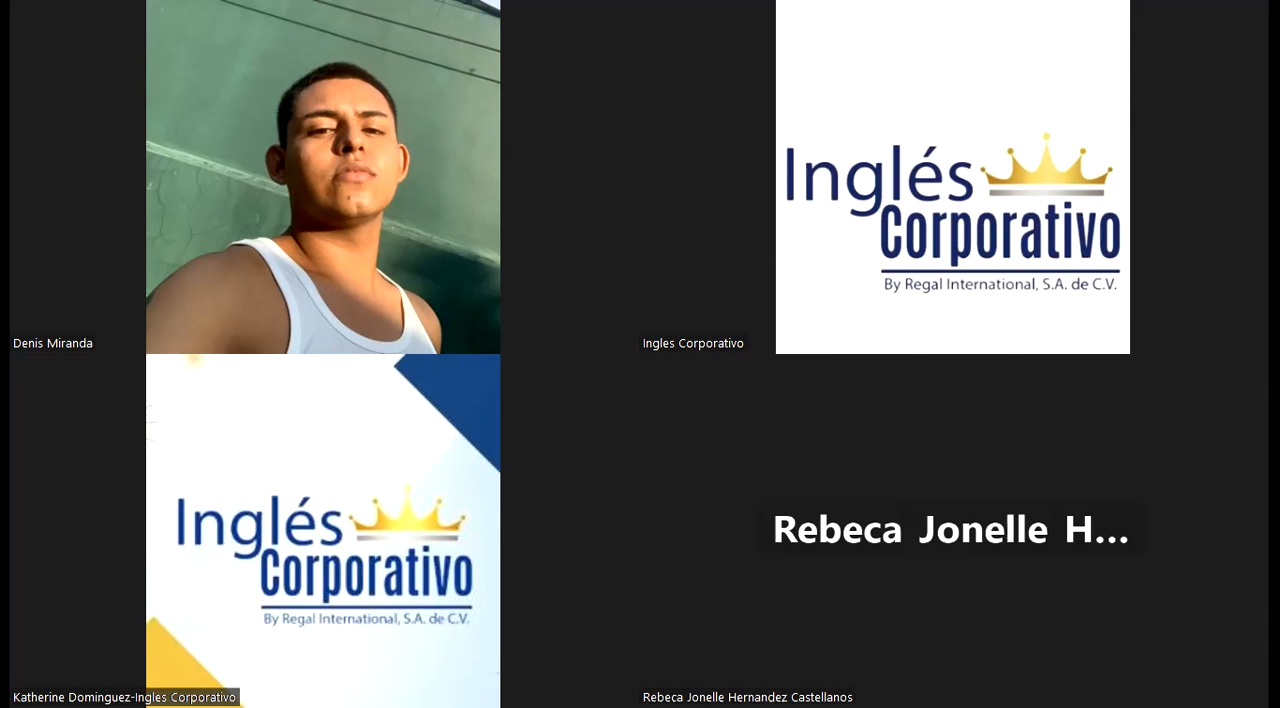 Denis Miranda
Inglés
Corporativo
By Regal International, S.A. de C.V.
Ingles Corporativo
Inglés
Corporativo
By Regal International, S.A. de C.V.
Katherine Dominguez-Ingles Corporativo
Rebeca Jonelle H...
Rebeca Jonelle Hernandez Castellanos